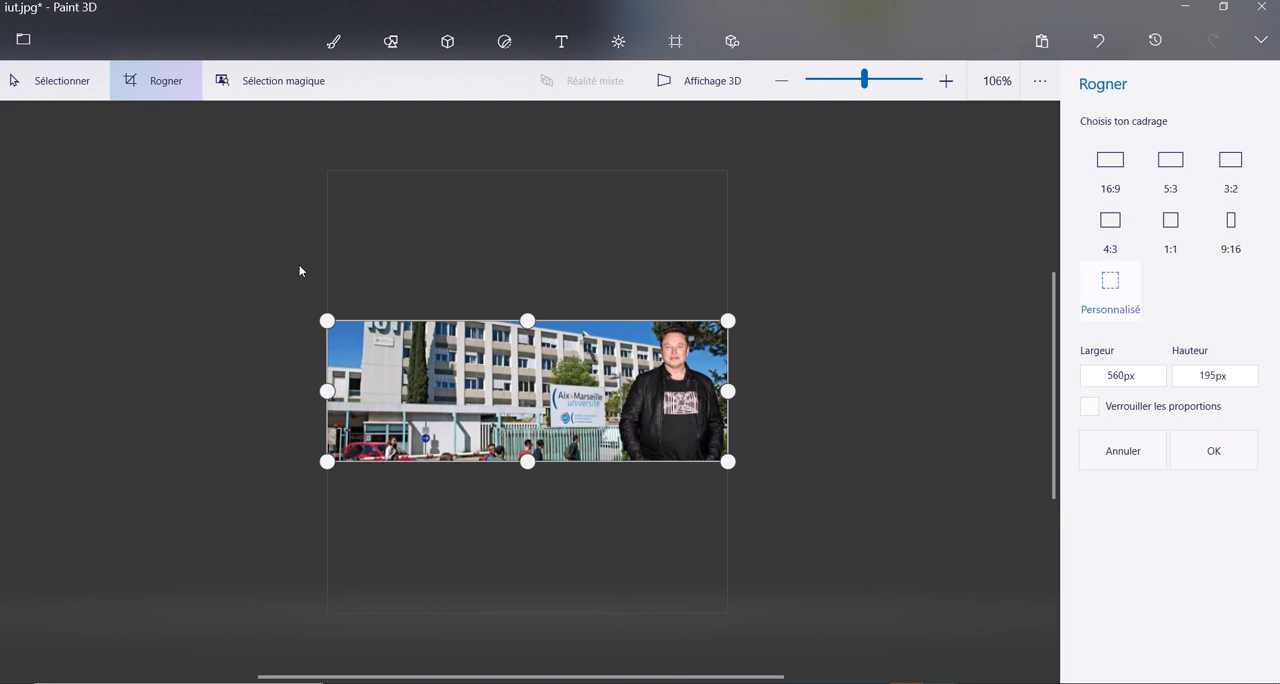 iut.jpg* - Paint 3D
Sélectionner
Rogner
Sélection magique
Réalité mixte
Affichage 3D
106%
Rogner
Choisis ton cadrage
16:9
5:3
3:2
4:3
1:1
9:16
Personnalisé
Largeur
Hauteur
560px
195px
Verrouiller les proportions
Annuler
OK
IUT
Aix*Marseille
université